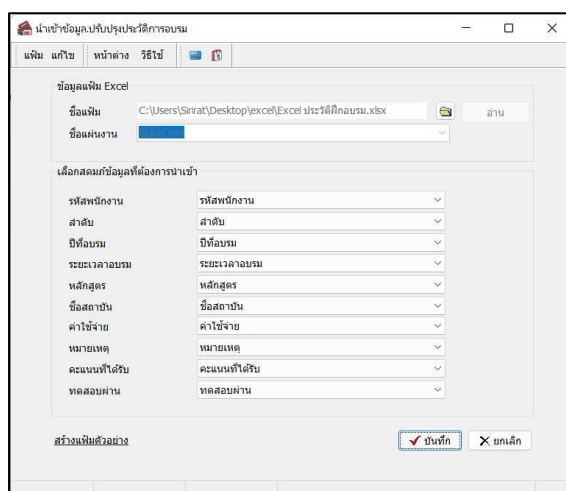 นำเข้าข้อมูล.ปรับปรุงประวัติการอบรม
แฟ้ม แก้ไข หน้าต่าง วิธีใช้
ข้อมูลแฟ้ม Excel
ชื่อแฟ้ม C:\Users\Sirirat\Desktop\excel\Excel ประวัติฝึกอบรม.xlsx อ่าน
ชื่อแผ่นงาน
เลือกสดมภ์ข้อมูลที่ต้องการนำเข้า
รหัสพนักงาน รหัสพนักงาน
ลำดับ ลำดับ
ปีที่อบรม ปีที่อบรม
ระยะเวลาอบรม ระยะเวลาอบรม
หลักสูตร หลักสูตร
ชื่อสถาบัน ชื่อสถาบัน
ค่าใช้จ่าย ค่าใช้จ่าย
หมายเหตุ หมายเหตุ
คะแนนที่ได้รับ คะแนนที่ได้รับ
ทดสอบผ่าน ทดสอบผ่าน
สร้างแฟ้มตัวอย่าง บันทึก ยกเลิก